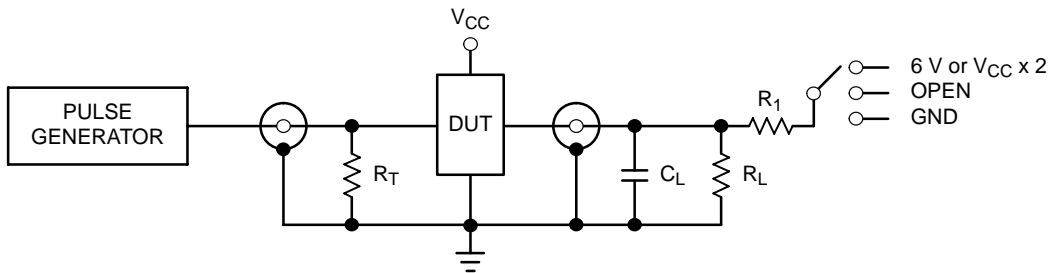 V_CC
PULSE GENERATOR
R_T
DUT
C_L
R_L
R_1
6 V or V_CC x 2
OPEN
GND